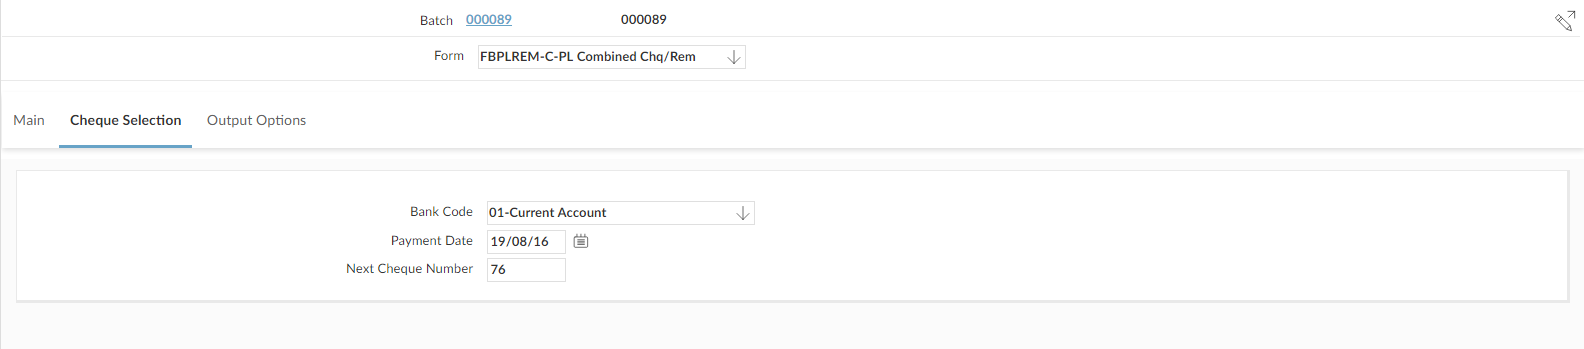 Batch 000089 000089
Form FBPLREM-C-PL Combined Chq/Rem
Main Cheque Selection Output Options
Bank Code 01-Current Account
Payment Date 19/08/16
Next Cheque Number 76